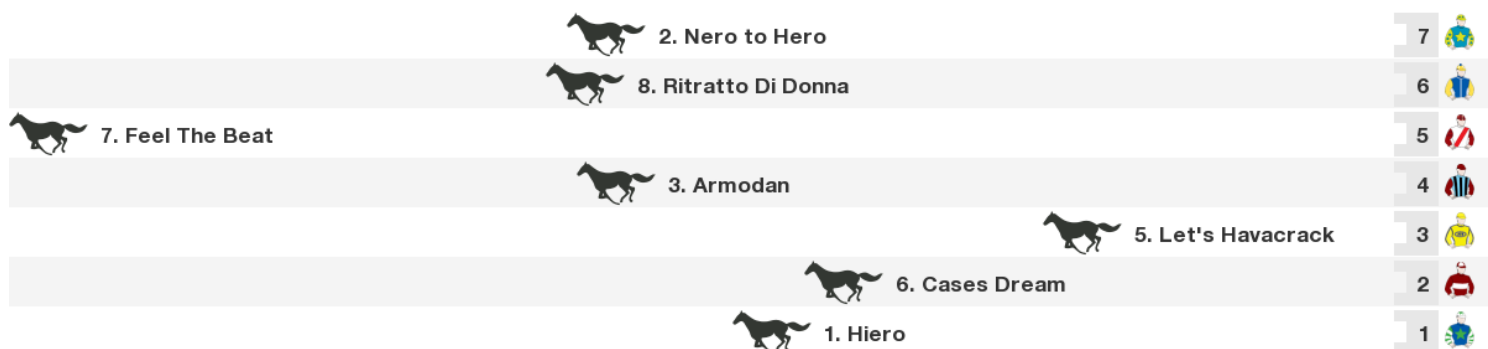 2. Nero to Hero 7
8. Ritratto Di Donna 6
7. Feel The Beat 5
3. Armodan 4
5. Let's Havacrack 3
6. Cases Dream 2
1. Hiero 1